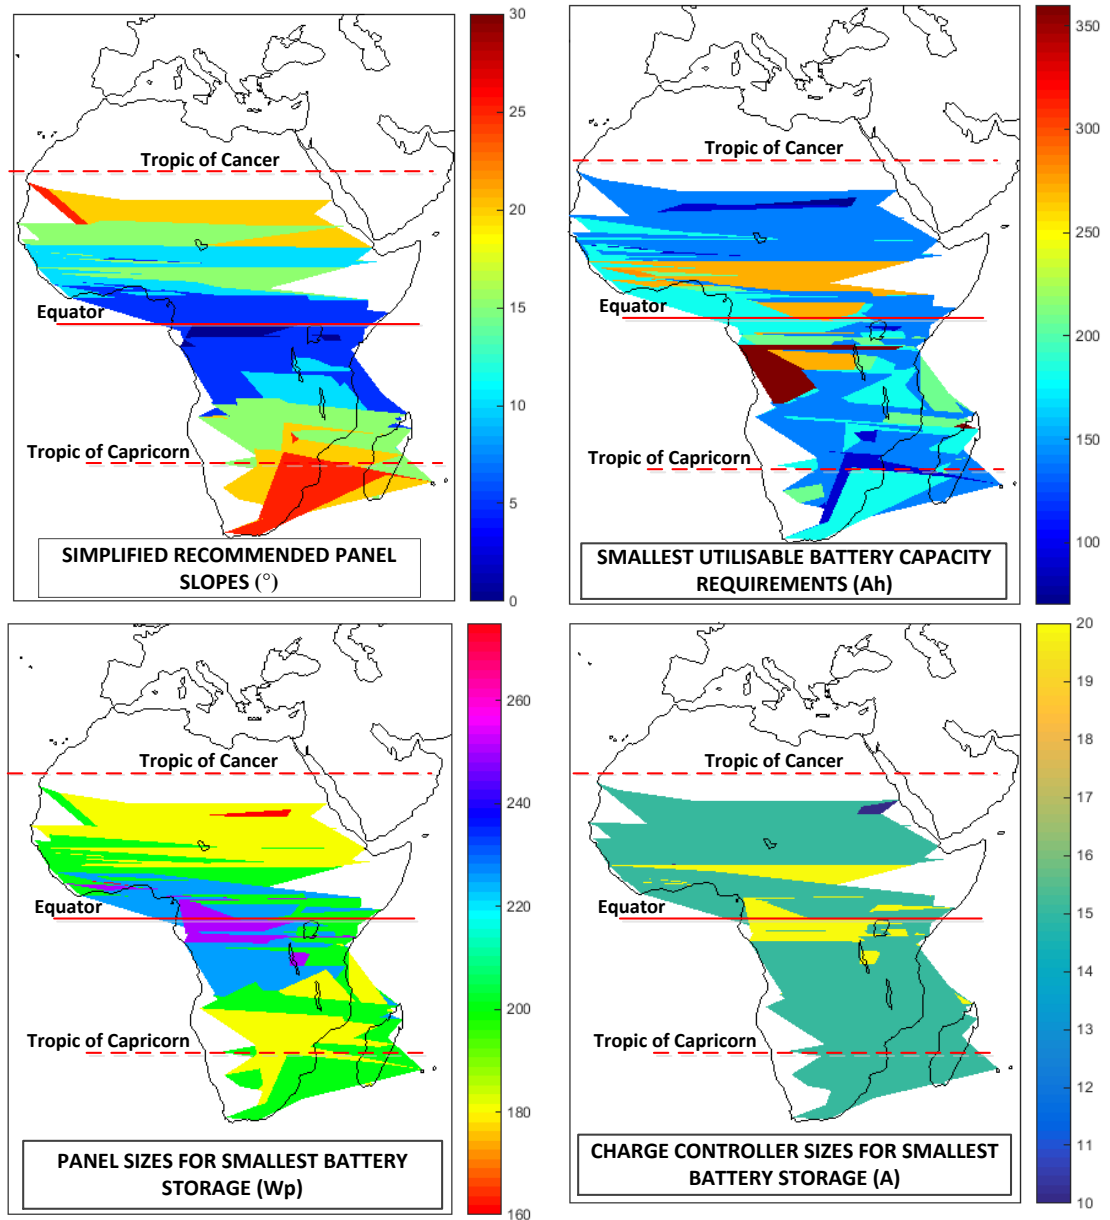 30
25
20
15
10
5
0
Tropic of Cancer
Equator
Tropic of Capricorn
SIMPLIFIED RECOMMENDED PANEL
SLOPES (°)
350
300
250
200
150
100
Tropic of Cancer
Equator
Tropic of Capricorn
SMALLEST UTILISABLE BATTERY CAPACITY
REQUIREMENTS (Ah)
260
240
220
200
180
160
Tropic of Cancer
Equator
Tropic of Capricorn
PANEL SIZES FOR SMALLEST BATTERY
STORAGE (Wp)
20
19
18
17
16
15
14
13
12
11
10
Tropic of Cancer
Equator
Tropic of Capricorn
CHARGE CONTROLLER SIZES FOR SMALLEST
BATTERY STORAGE (A)